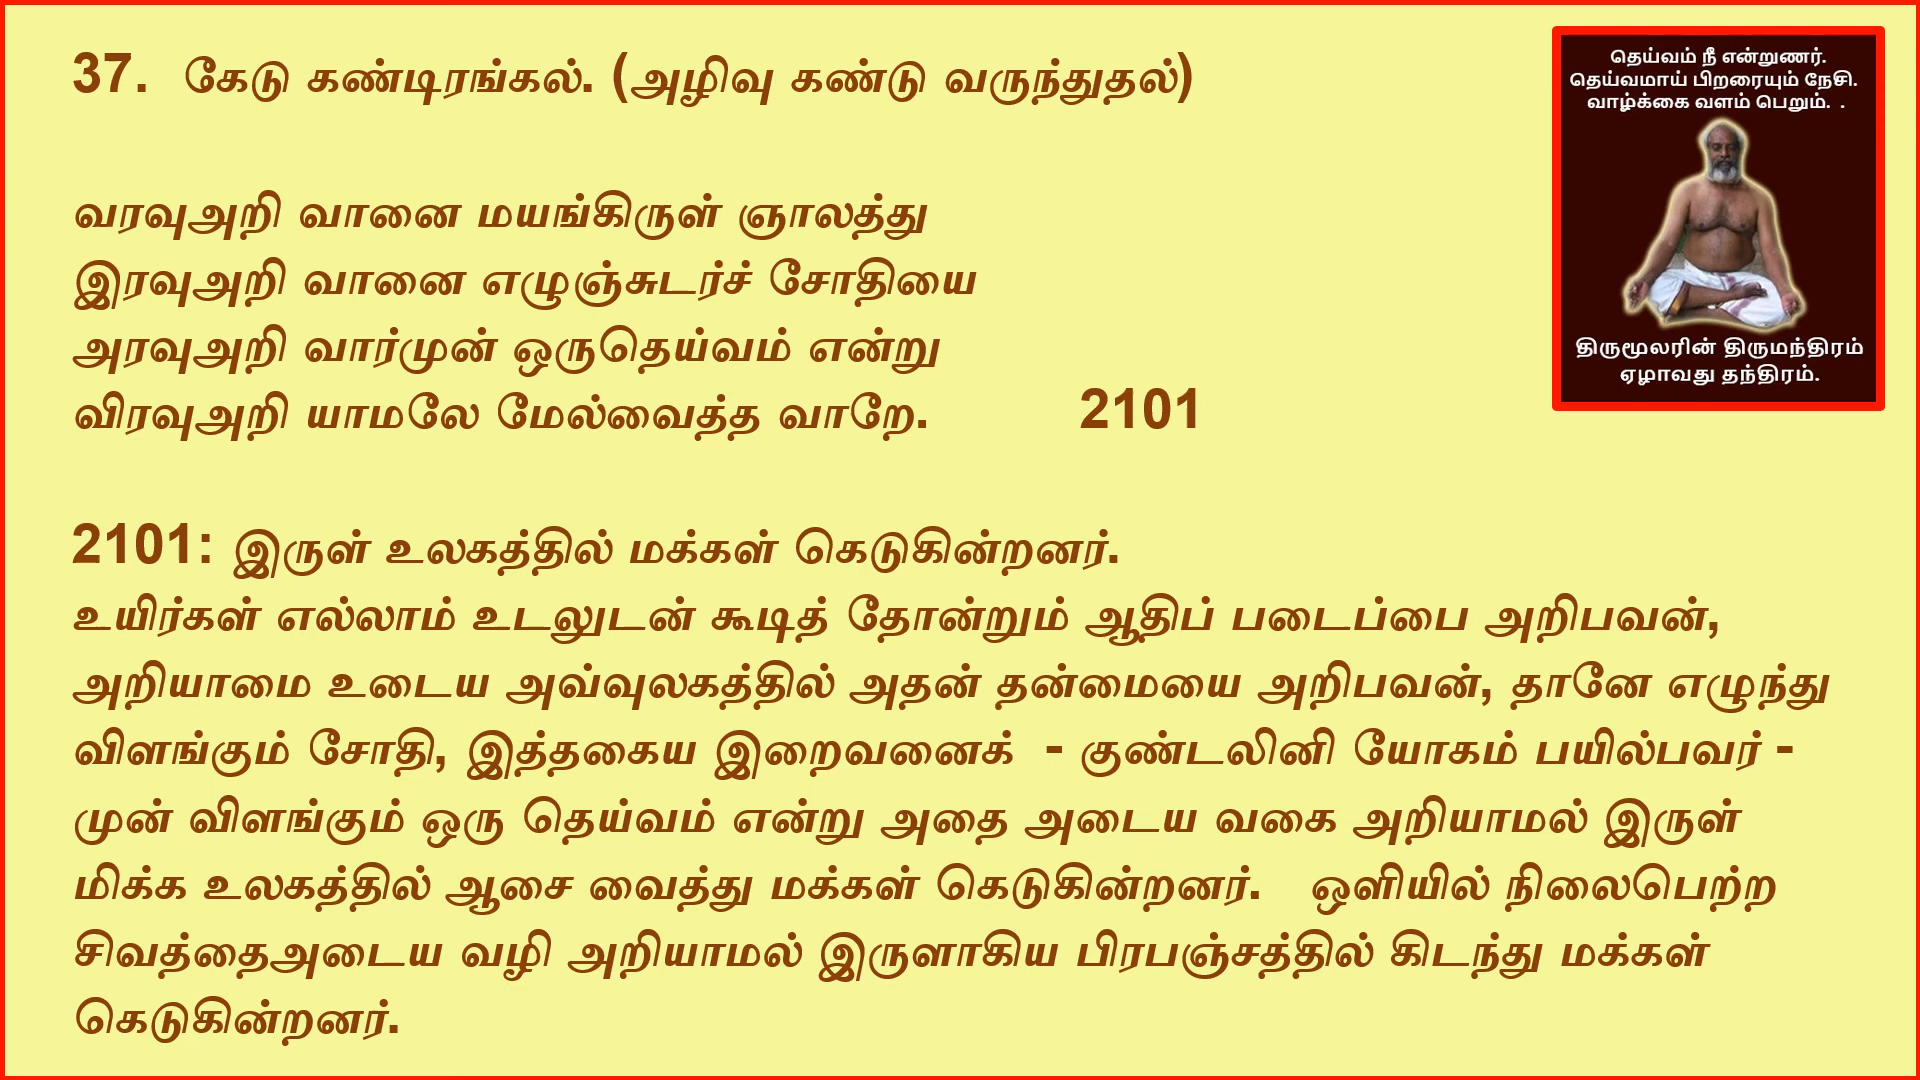 37. கேடு கண்டிரங்கல். (அழிவு கண்டு வருந்துதல்)
வரவுஅறி வானை மயங்கிருள் ஞாலத்து
இரவுஅறி வானை எழுஞ்சுடர்ச் சோதியை
அரவுஅறி வார்முன் ஒருதெய்வம் என்று
விரவுஅறி யாமலே மேல்வைத்த வாறே. 2101
2101: இருள் உலகத்தில் மக்கள் கெடுகின்றனர்.
உயிர்கள் எல்லாம் உடலுடன் கூடித் தோன்றும் ஆதிப் படைப்பை அறிபவன்,
அறியாமை உடைய அவ்வுலகத்தில் அதன் தன்மையை அறிபவன், தானே எழுந்து
விளங்கும் சோதி, இத்தகைய இறைவனைக் - குண்டலினி யோகம் பயில்பவர் -
முன் விளங்கும் ஒரு தெய்வம் என்று அதை அடைய வகை அறியாமல் இருள்
மிக்க உலகத்தில் ஆசை வைத்து மக்கள் கெடுகின்றனர். ஒளியில் நிலைபெற்ற
சிவத்தைஅடைய வழி அறியாமல் இருளாகிய பிரபஞ்சத்தில் கிடந்து மக்கள்
கெடுகின்றனர்.
தெய்வம் நீ என்றுணர்.
தெய்வமாய் பிறரையும் நேசி.
வாழ்க்கை வளம் பெறும். .
திருமூலரின் திருமந்திரம்
ஏழாவது தந்திரம்.